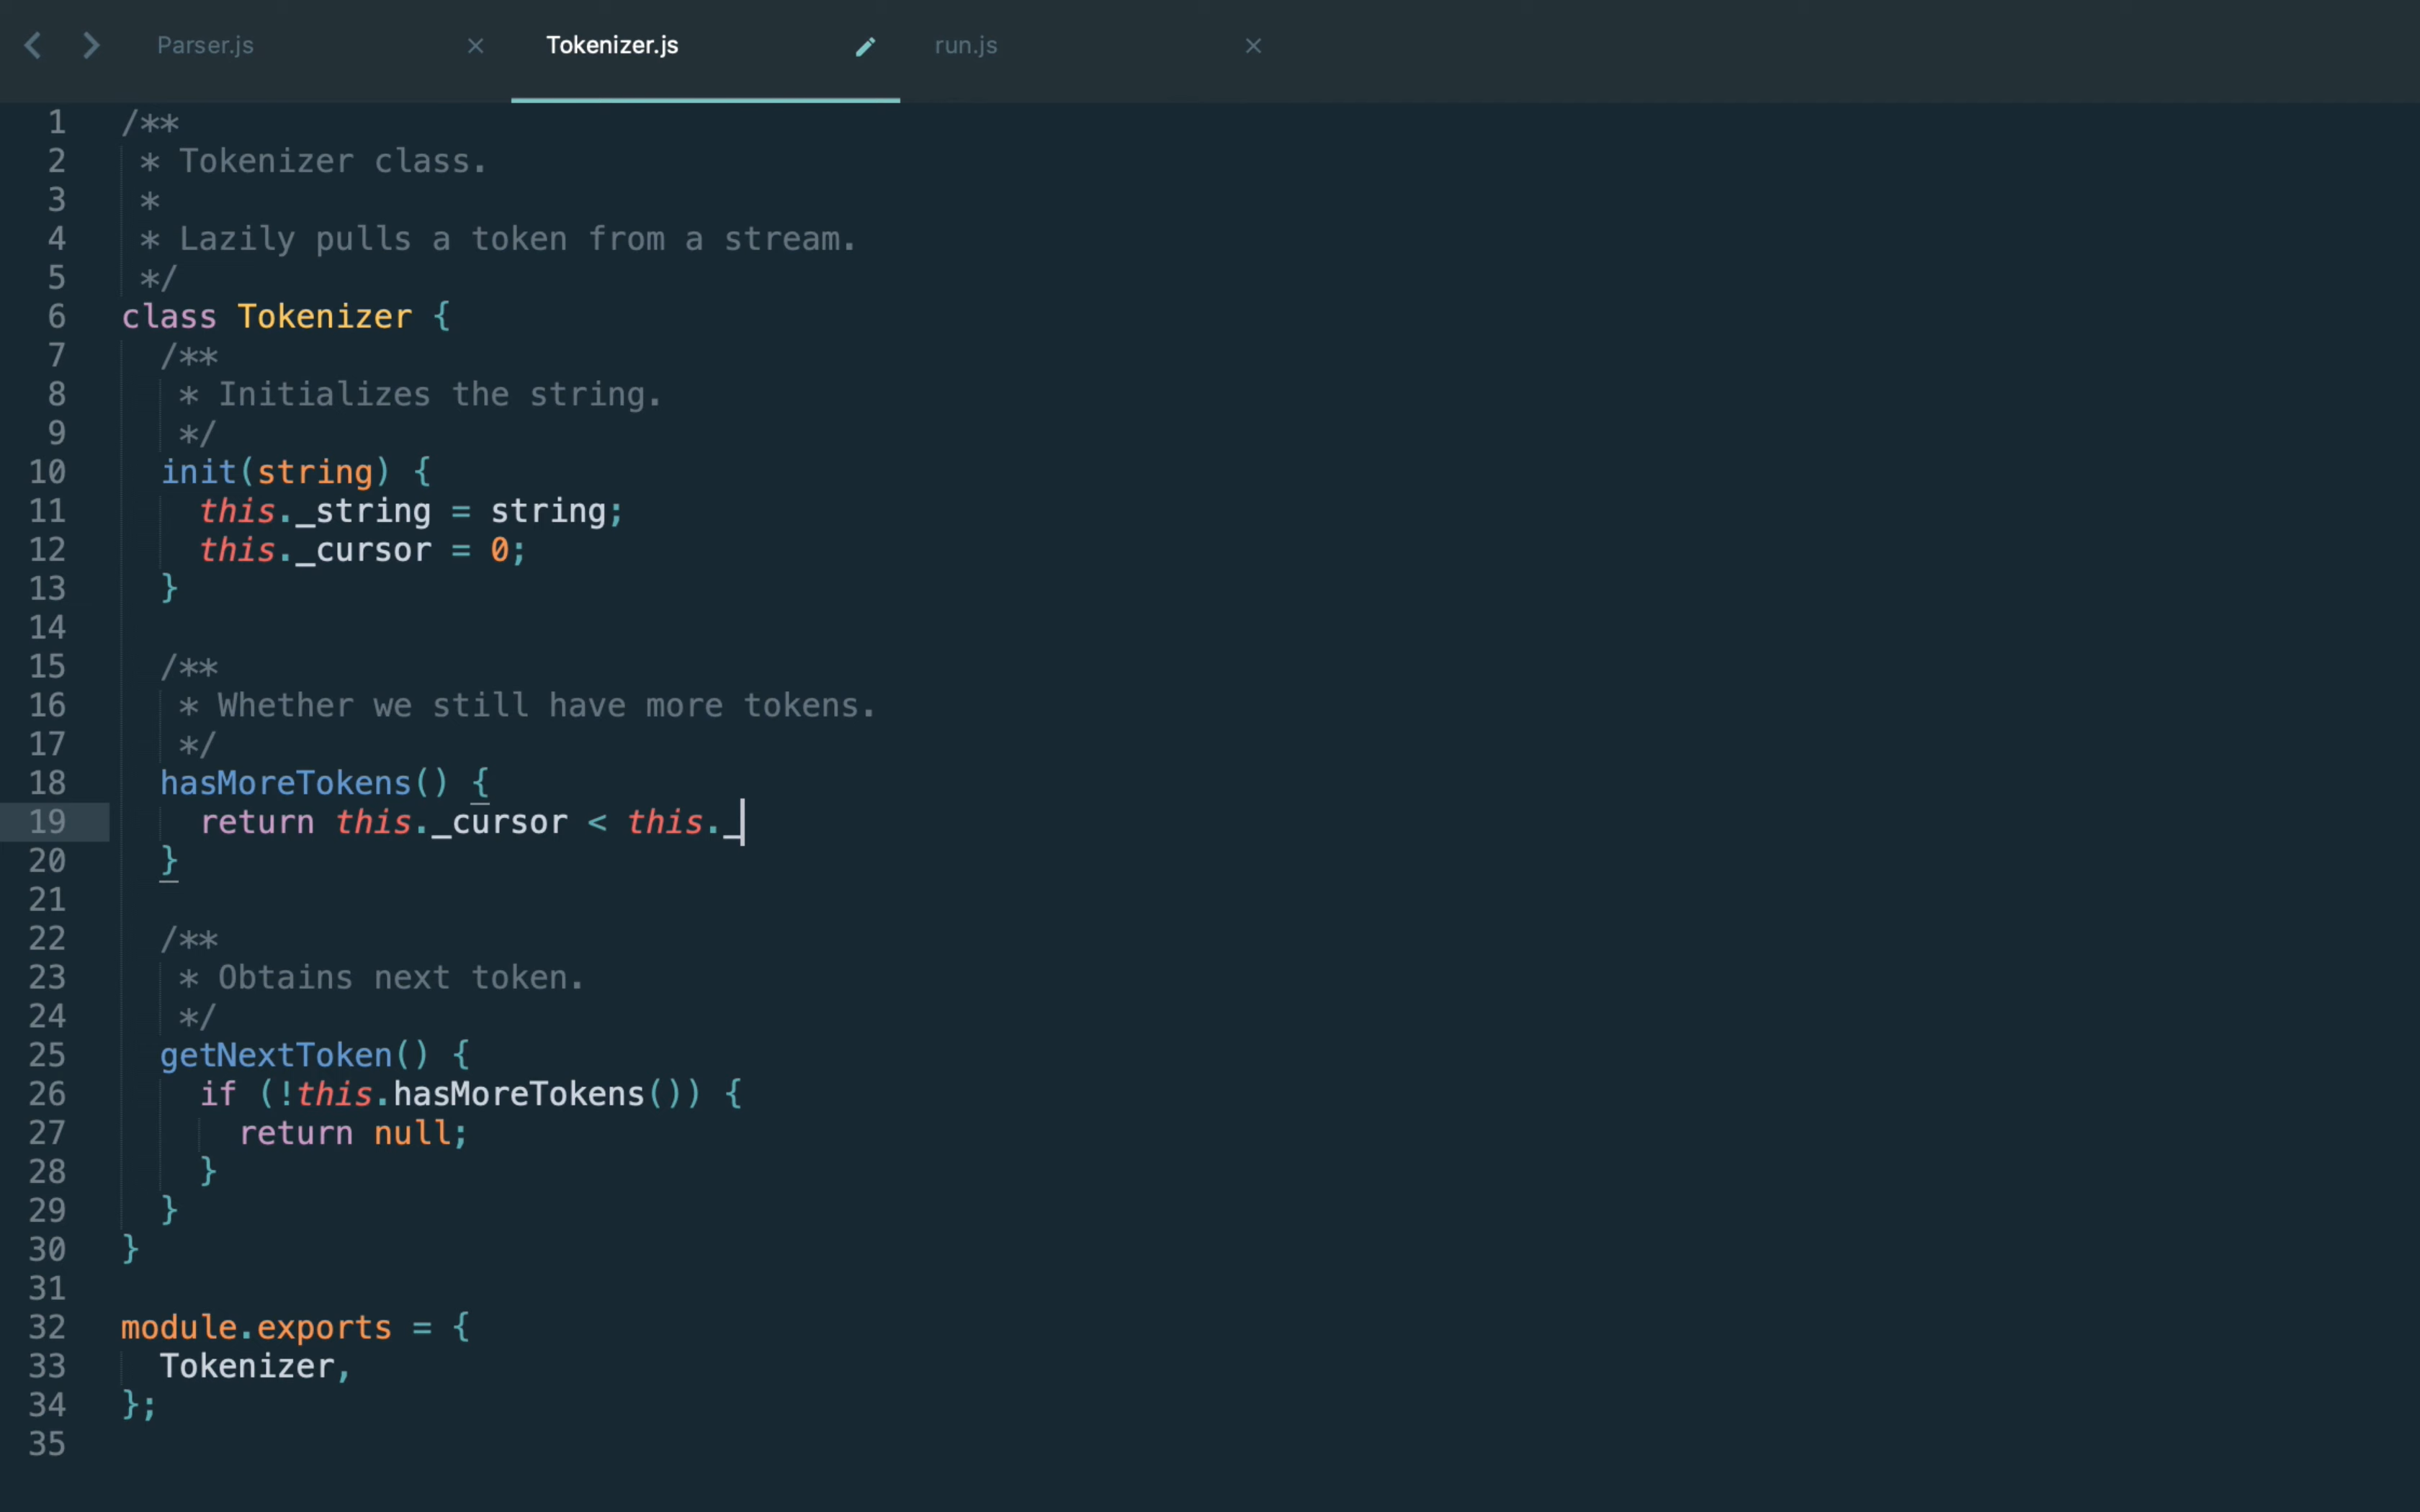 Parser.js × Tokenizer.js run.js ×
1 /**
2  * Tokenizer class.
3  *
4  * Lazily pulls a token from a stream.
5  */
6 class Tokenizer {
7   /**
8    * Initializes the string.
9    */
10   init(string) {
11     this._string = string;
12     this._cursor = 0;
13   }
14
15   /**
16    * Whether we still have more tokens.
17    */
18   hasMoreTokens() {
19     return this._cursor < this._
20   }
21
22   /**
23    * Obtains next token.
24    */
25   getNextToken() {
26     if (!this.hasMoreTokens()) {
27       return null;
28     }
29   }
30 }
31
32 module.exports = {
33   Tokenizer,
34 };
35